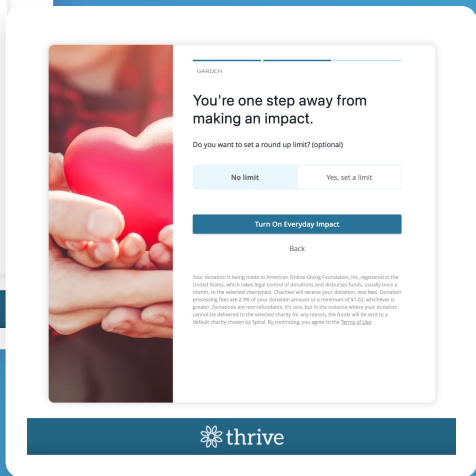 GARDEN
You're one step away from
making an impact.
Do you want to set a round up limit? (optional)
No limit
Yes, set a limit
Turn On Everyday Impact
Back
Your donation is being made to American Online Giving Foundation, Inc, registered in the
United States, which takes legal control of donations and disburses funds, usually once a
month, to the selected charity(ies). Charities will receive your donation, less fees. Donation
processing fees are 2.9% of your donation amount or a minimum of $1.02, whichever is
greater. Donations are non-refundable. It's rare, but in the instance where your donation
cannot be delivered to the selected charity for any reason, the funds will be sent to a
default charity chosen by Spiral. By continuing, you agree to the Terms of Use.
thrive